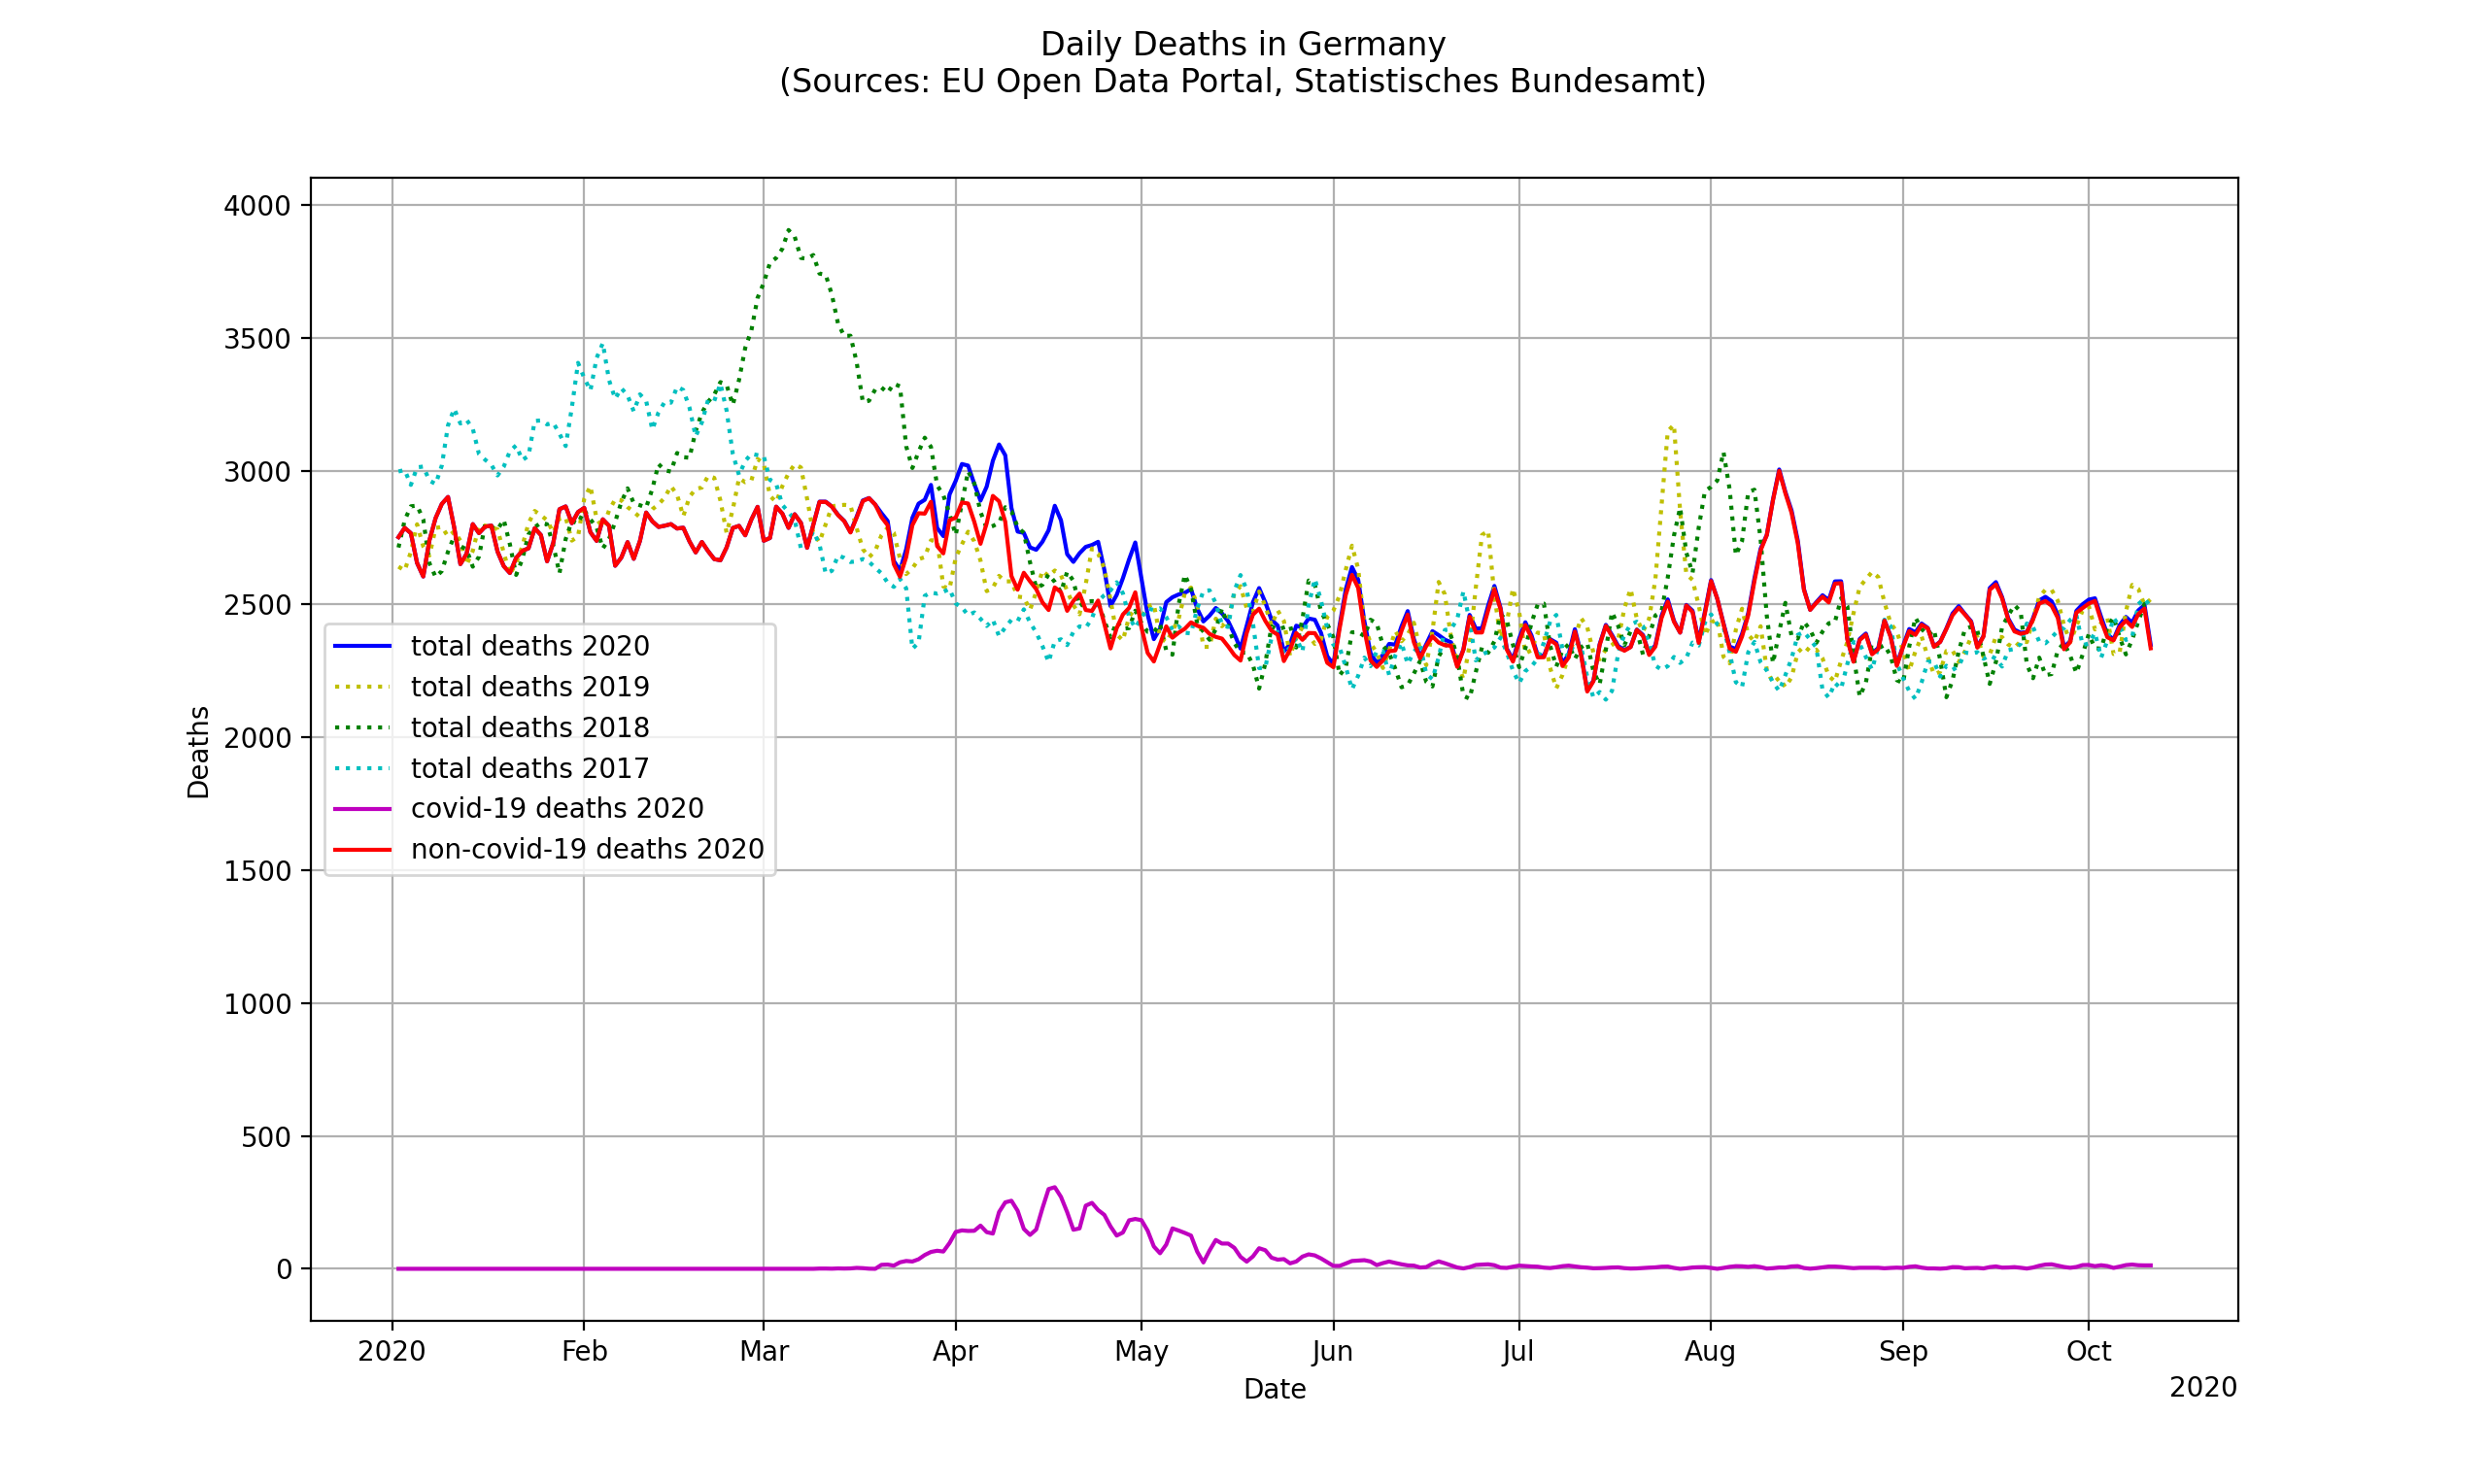 Daily Deaths in Germany
(Sources: EU Open Data Portal, Statistisches Bundesamt)
4000
3500
3000
2500
2000
1500
1000
500
0
Deaths
total deaths 2020
total deaths 2019
total deaths 2018
total deaths 2017
covid-19 deaths 2020
non-covid-19 deaths 2020
2020 Feb Mar Apr May Jun Jul Aug Sep Oct
Date
2020